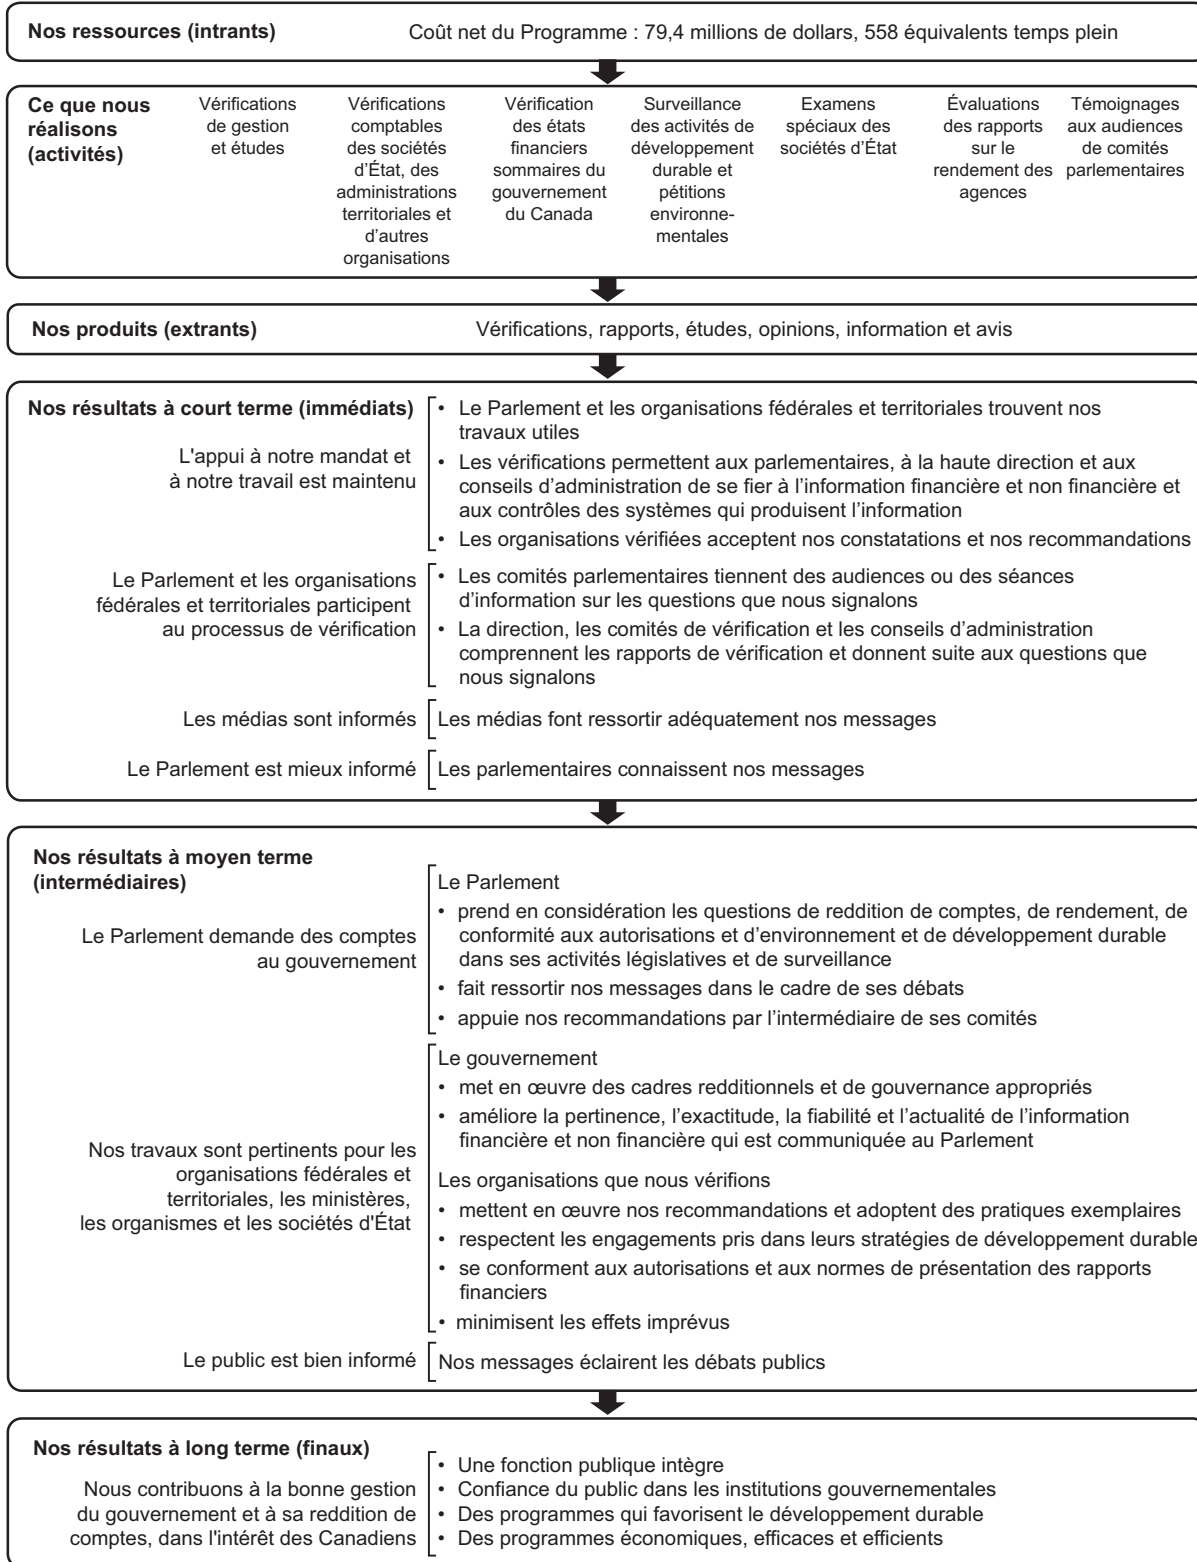 Nos ressources (intrants)
Coût net du Programme : 79,4 millions de dollars, 558 équivalents temps plein
Ce que nous
réalisons
(activités)
Vérifications
de gestion
et études
Vérifications
comptables
des sociétés
d'État, des
administrations
territoriales et
d'autres
organisations
Vérification
des états
financiers
sommaires du
gouvernement
du Canada
Surveillance
des activités de
développement
durable et
pétitions
environne-
mentales
Examens
spéciaux des
sociétés d'État
Évaluations
des rapports
sur le
rendement des
agences
Témoignages
aux audiences
de comités
parlementaires
Nos produits (extrants)
Vérifications, rapports, études, opinions, information et avis
Nos résultats à court terme (immédiats)
L'appui à notre mandat et
à notre travail est maintenu
• Le Parlement et les organisations fédérales et territoriales trouvent nos
travaux utiles
• Les vérifications permettent aux parlementaires, à la haute direction et aux
conseils d'administration de se fier à l'information financière et non financière et
aux contrôles des systèmes qui produisent l'information
• Les organisations vérifiées acceptent nos constatations et nos recommandations
Le Parlement et les organisations
fédérales et territoriales participent
au processus de vérification
• Les comités parlementaires tiennent des audiences ou des séances
d'information sur les questions que nous signalons
• La direction, les comités de vérification et les conseils d'administration
comprennent les rapports de vérification et donnent suite aux questions que
nous signalons
Les médias sont informés
Les médias font ressortir adéquatement nos messages
Le Parlement est mieux informé
Les parlementaires connaissent nos messages
Nos résultats à moyen terme
(intermédiaires)
Le Parlement demande des comptes
au gouvernement
Le Parlement
• prend en considération les questions de reddition de comptes, de rendement, de
conformité aux autorisations et d'environnement et de développement durable
dans ses activités législatives et de surveillance
• fait ressortir nos messages dans le cadre de ses débats
• appuie nos recommandations par l'intermédiaire de ses comités
Nos travaux sont pertinents pour les
organisations fédérales et
territoriales, les ministères,
les organismes et les sociétés d'État
Le gouvernement
• met en œuvre des cadres redditionnels et de gouvernance appropriés
• améliore la pertinence, l'exactitude, la fiabilité et l'actualité de l'information
financière et non financière qui est communiquée au Parlement
Les organisations que nous vérifions
• mettent en œuvre nos recommandations et adoptent des pratiques exemplaires
• respectent les engagements pris dans leurs stratégies de développement durable
• se conforment aux autorisations et aux normes de présentation des rapports
financiers
• minimisent les effets imprévus
Le public est bien informé
Nos messages éclairent les débats publics
Nos résultats à long terme (finaux)
Nous contribuons à la bonne gestion
du gouvernement et à sa reddition de
comptes, dans l'intérêt des Canadiens
• Une fonction publique intègre
• Confiance du public dans les institutions gouvernementales
• Des programmes qui favorisent le développement durable
• Des programmes économiques, efficaces et efficients